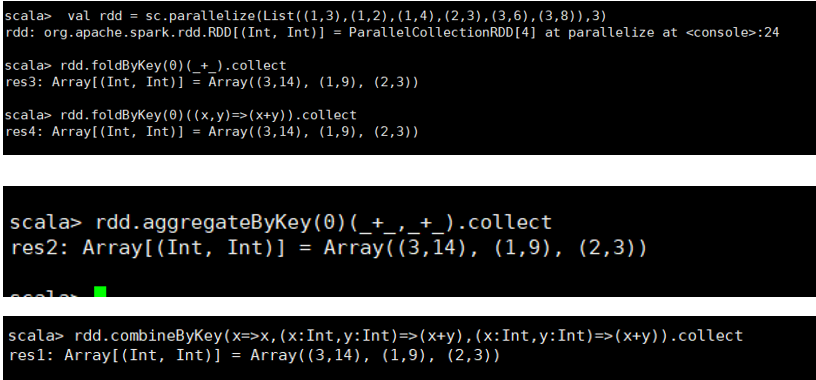 scala>  val rdd = sc.parallelize(List((1,3),(1,2),(1,4),(2,3),(3,6),(3,8)),3)
rdd: org.apache.spark.rdd.RDD[(Int, Int)] = ParallelCollectionRDD[4] at parallelize at <console>:24
scala> rdd.foldByKey(0)(_+_).collect
res3: Array[(Int, Int)] = Array((3,14), (1,9), (2,3))
scala> rdd.foldByKey(0)((x,y)=>(x+y)).collect
res4: Array[(Int, Int)] = Array((3,14), (1,9), (2,3))
scala> rdd.aggregateByKey(0)(_+_,_+_).collect
res2: Array[(Int, Int)] = Array((3,14), (1,9), (2,3))
scala>
scala> rdd.combineByKey(x=>x,(x:Int,y:Int)=>(x+y),(x:Int,y:Int)=>(x+y)).collect
res1: Array[(Int, Int)] = Array((3,14), (1,9), (2,3))